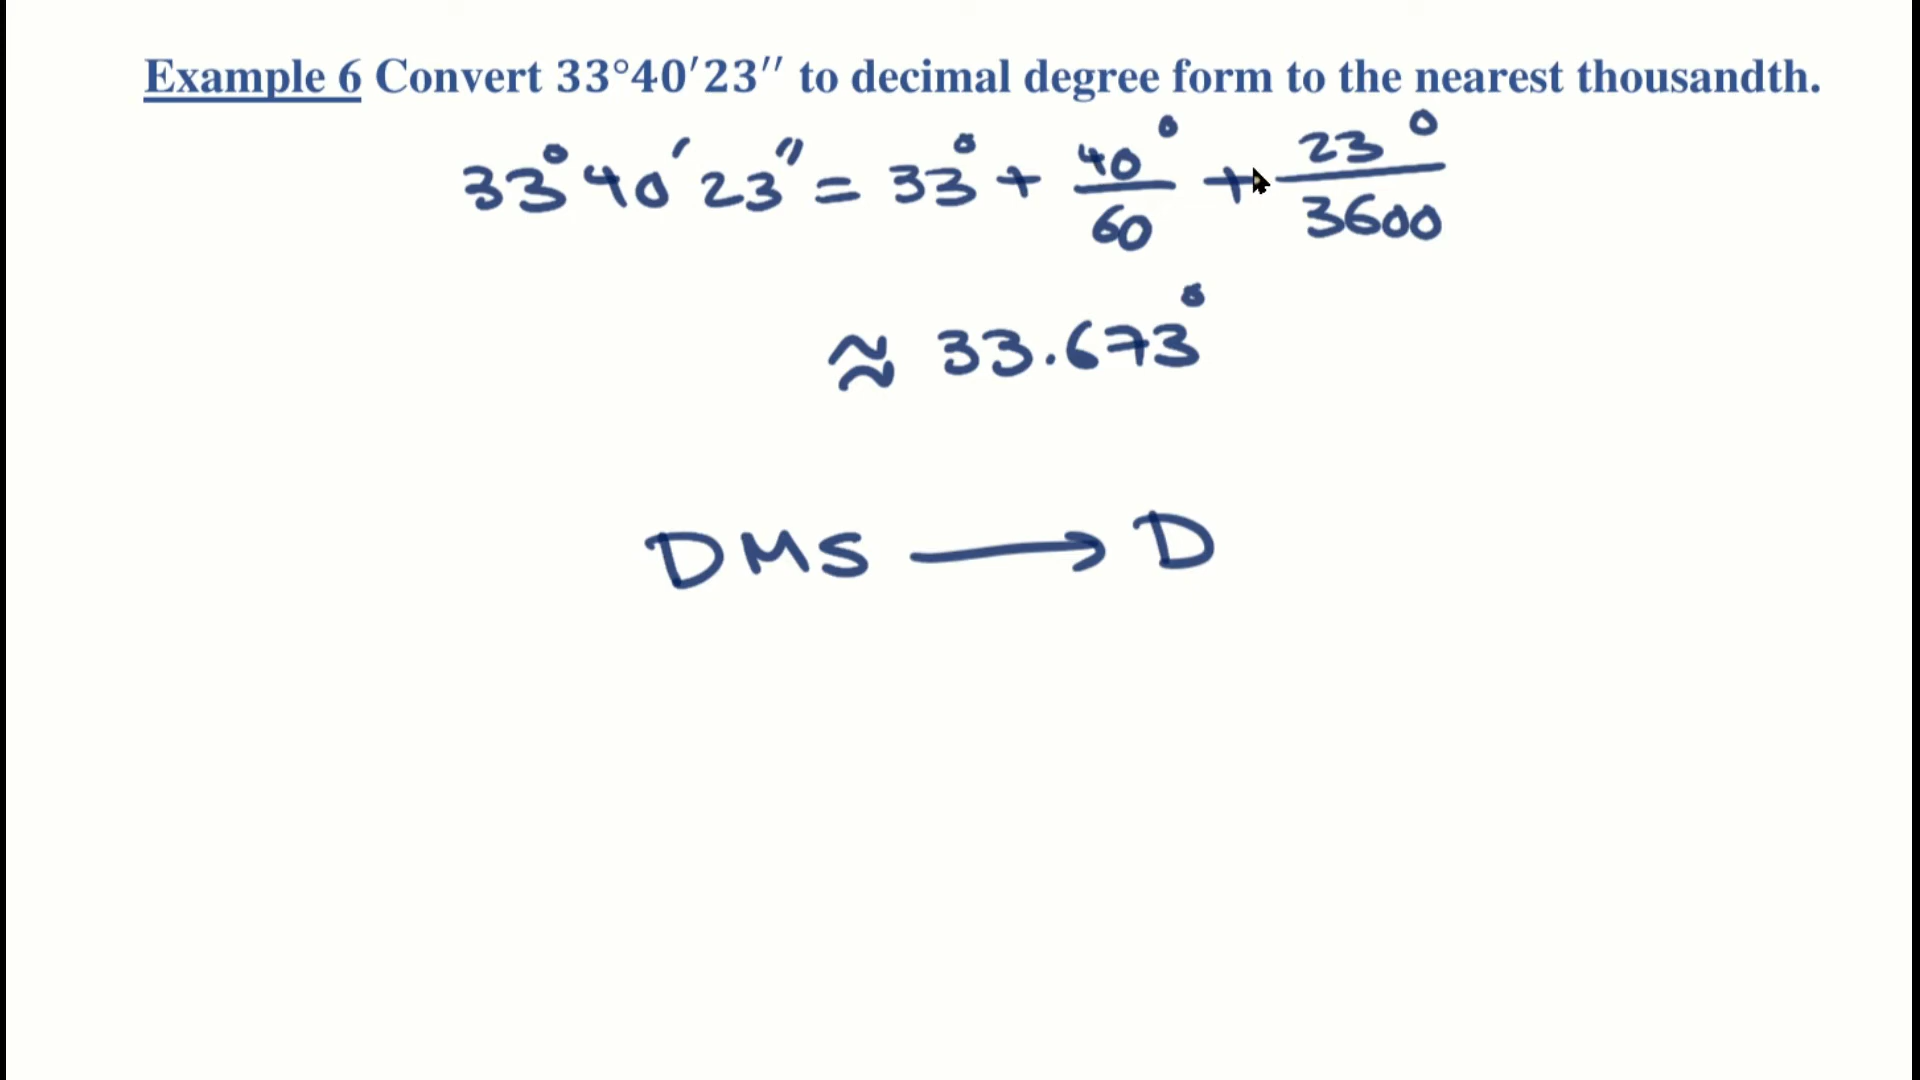 Example 6 Convert 33°40′23″ to decimal degree form to the nearest thousandth.
33°40′23″ = 33° + 40°/60 + 23°/3600
≈ 33.673°
DMS → D